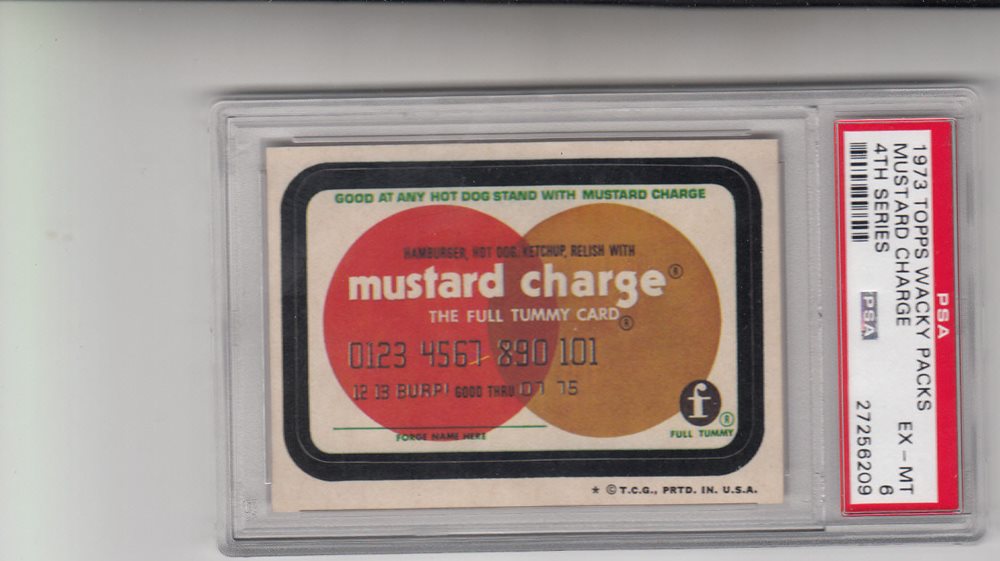 GOOD AT ANY HOT DOG STAND WITH MUSTARD CHARGE
HAMBURGER, HOT DOG, KETCHUP, RELISH WITH
mustard charge®
THE FULL TUMMY CARD®
0123 4567 890 101
12 13 BURP! GOOD THRU 07 75
FORGE NAME HERE
f®
FULL TUMMY
* ©T.C.G., PRTD. IN. U.S.A.
PSA
1973 TOPPS WACKY PACKS EX - MT
MUSTARD CHARGE 6
4TH SERIES PSA 27256209